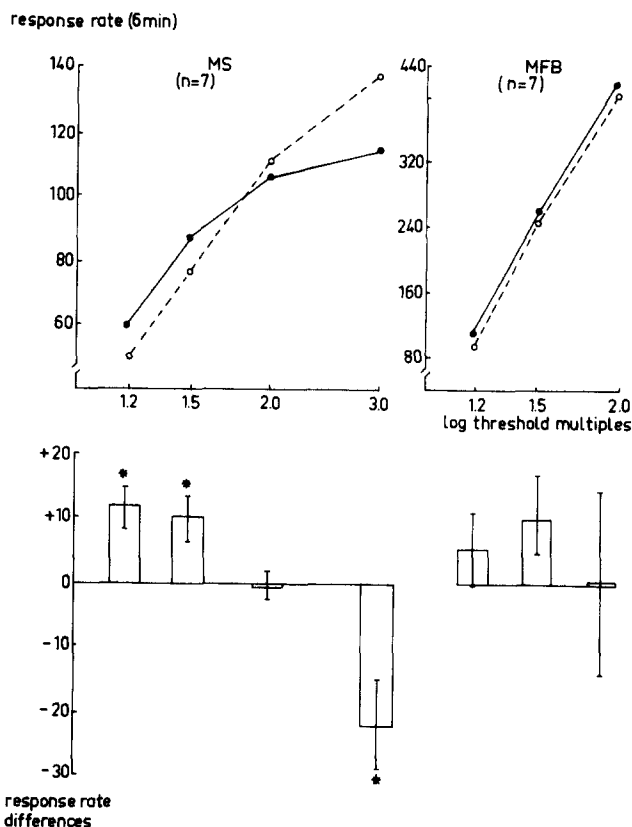 response rate (6min)
MS
(n=7)
140
120
100
80
60
1.2 1.5 2.0 3.0
MFB
(n=7)
440
320
240
160
80
1.2 1.5 2.0
log threshold multiples
+20
+10
0
-10
-20
-30
* *
*
response rate
differences